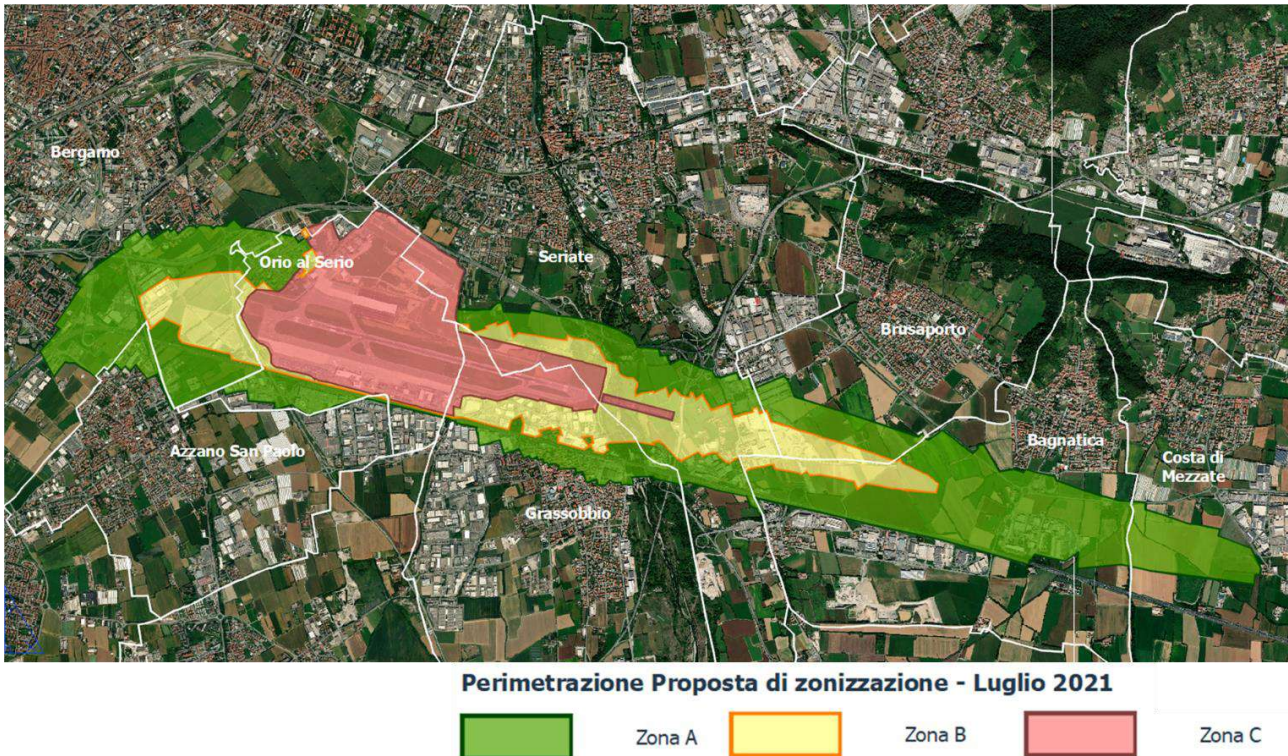 Bergamo
Orio al Serio
Seriate
Brusaporto
Azzano San Paolo
Bagnatica
Costa di
Mezzate
Grassobbio
Perimetrazione Proposta di zonizzazione - Luglio 2021
Zona A
Zona B
Zona C